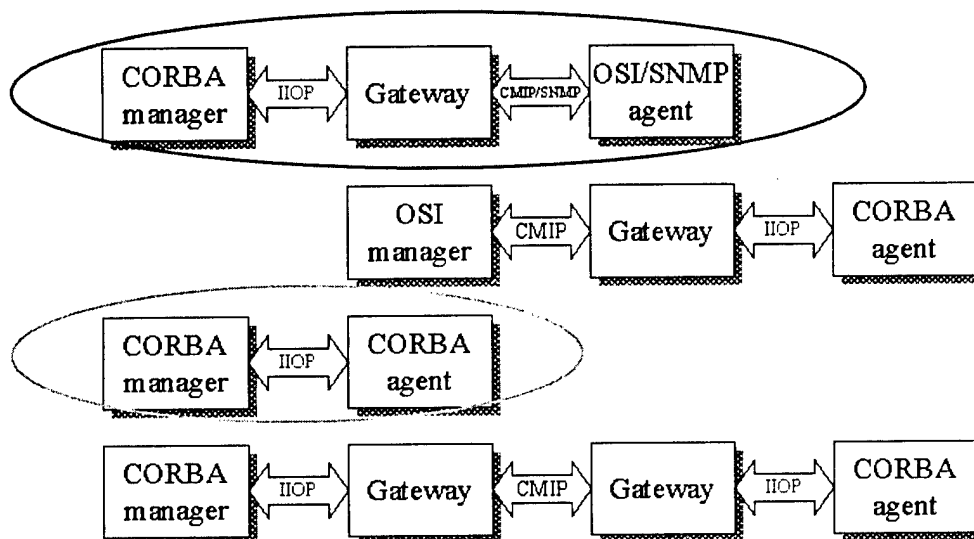 CORBA
manager
IIOP
Gateway
CMIP/SNMP
OSI/SNMP
agent
OSI
manager
CMIP
Gateway
IIOP
CORBA
agent
CORBA
manager
IIOP
CORBA
agent
CORBA
manager
IIOP
Gateway
CMIP
Gateway
IIOP
CORBA
agent